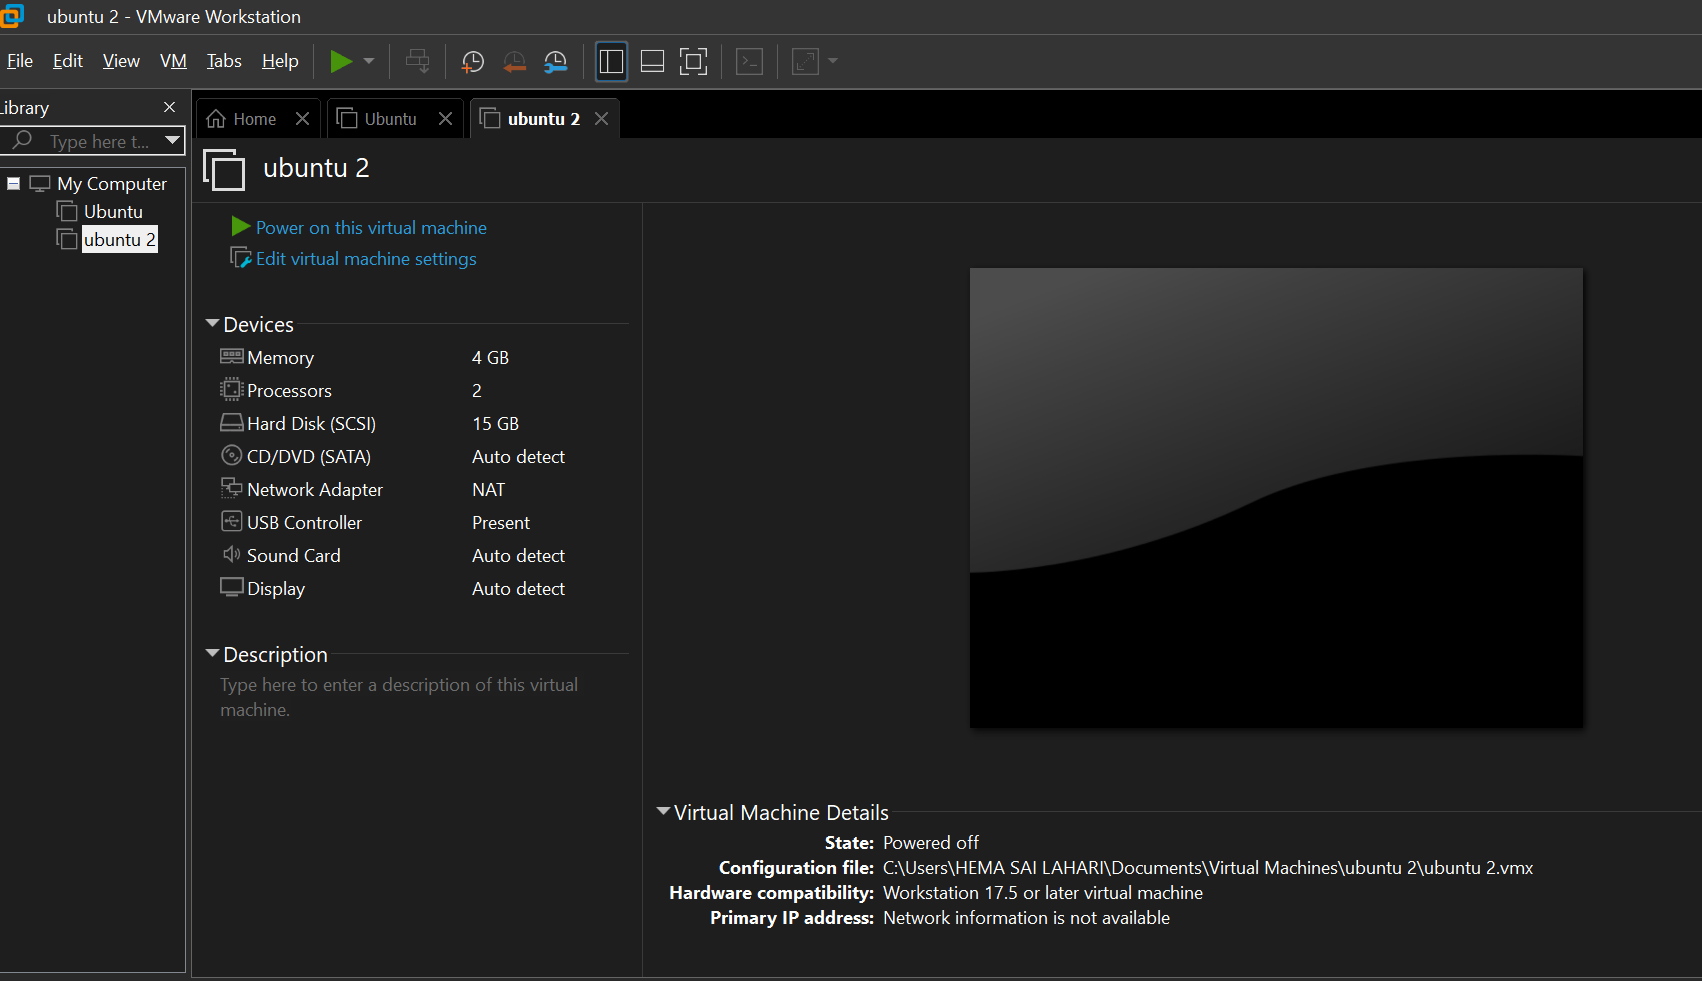 ubuntu 2 - VMware Workstation
File Edit View VM Tabs Help
Library
Type here t...
My Computer
Ubuntu
ubuntu 2
Home
Ubuntu
ubuntu 2
ubuntu 2
Power on this virtual machine
Edit virtual machine settings
Devices
Memory 4 GB
Processors 2
Hard Disk (SCSI) 15 GB
CD/DVD (SATA) Auto detect
Network Adapter NAT
USB Controller Present
Sound Card Auto detect
Display Auto detect
Description
Type here to enter a description of this virtual
machine.
Virtual Machine Details
State: Powered off
Configuration file: C:\Users\HEMA SAI LAHARI\Documents\Virtual Machines\ubuntu 2\ubuntu 2.vmx
Hardware compatibility: Workstation 17.5 or later virtual machine
Primary IP address: Network information is not available